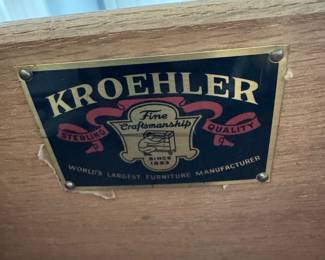 KROEHLER
Fine
Craftsmanship
STERLING QUALITY
SINCE
1893
WORLD'S LARGEST FURNITURE MANUFACTURER